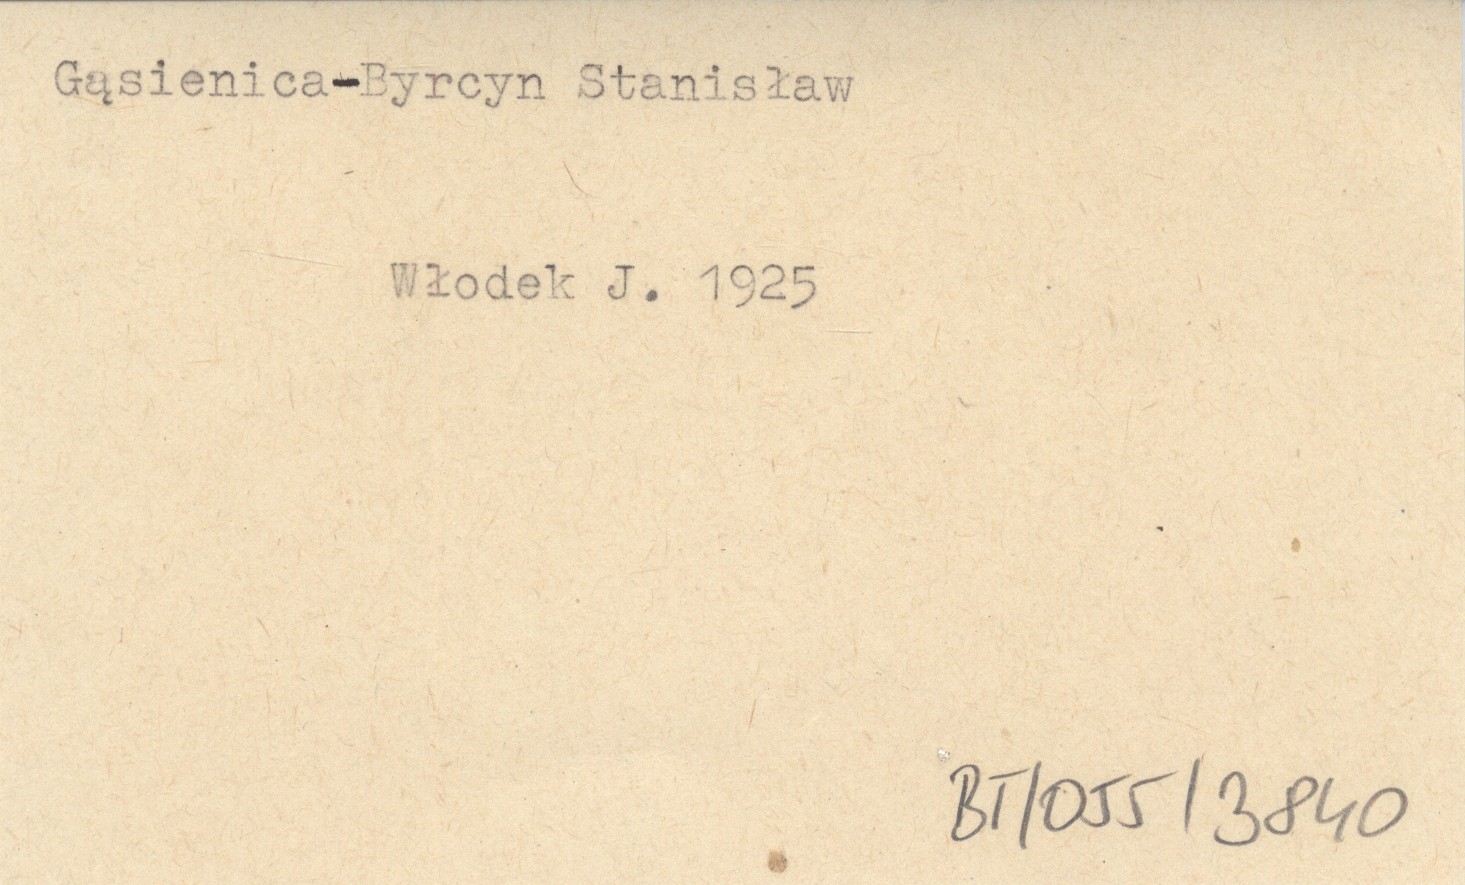 Gąsienica-Byrcyn Stanisław
Włodek J. 1925
BT/055/3840